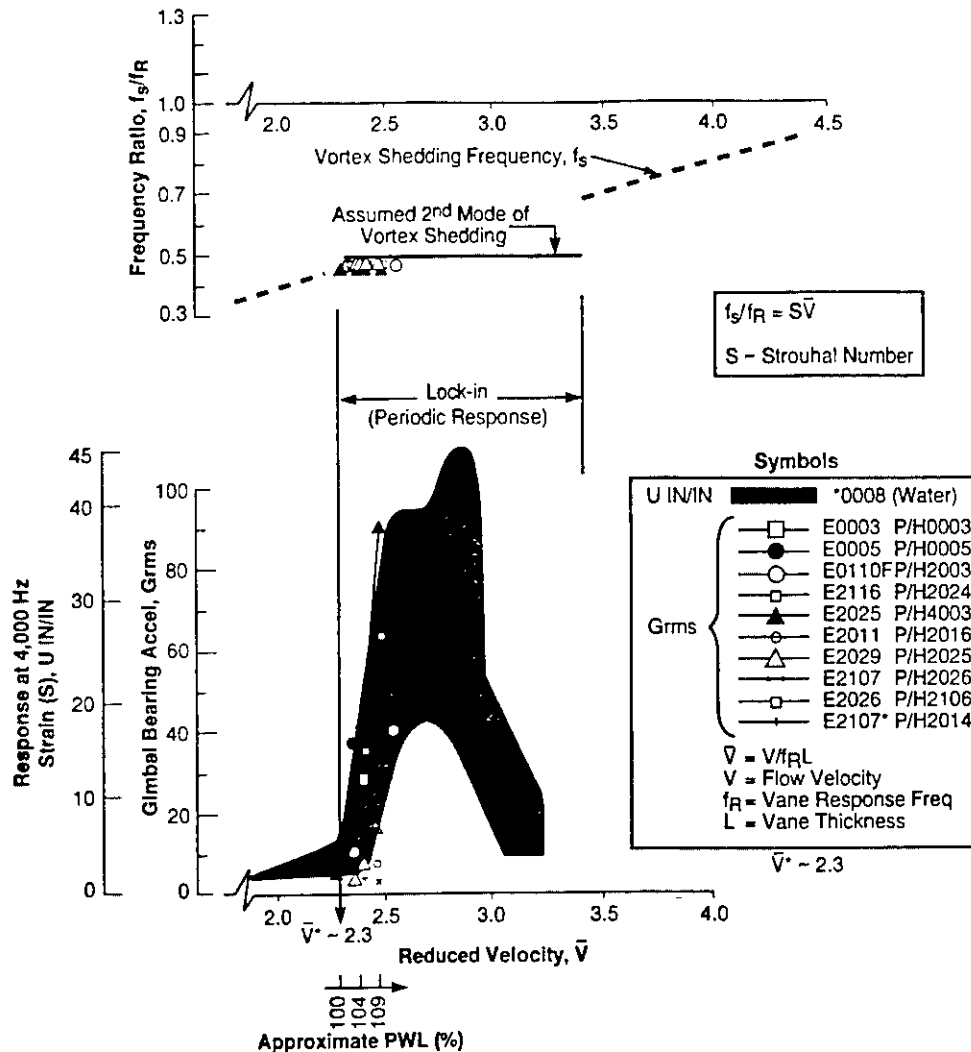 Frequency Ratio, fs/fR
1.3
1.0
0.9
0.7
0.5
0.3
2.0 2.5 3.0 3.5 4.0 4.5
Vortex Shedding Frequency, fs
Assumed 2nd Mode of
Vortex Shedding
fs/fR = SV̄
S ~ Strouhal Number
Lock-in
(Periodic Response)
Response at 4,000 Hz
Strain (S), U IN/IN
45
40
30
20
10
0
Gimbal Bearing Accel, Grms
100
80
60
40
20
10
0
2.0 2.5 3.0 3.5 4.0
V̄* ~ 2.3
Reduced Velocity, V̄
100 104 109
Approximate PWL (%)
Symbols
U IN/IN *0008 (Water)
Grms
E0003 P/H0003
E0005 P/H0005
E0110F P/H2003
E2116 P/H2024
E2025 P/H4003
E2011 P/H2016
E2029 P/H2025
E2107 P/H2026
E2026 P/H2106
E2107* P/H2014
V̄ = V/fRL
V = Flow Velocity
fR = Vane Response Freq
L = Vane Thickness
V̄* ~ 2.3